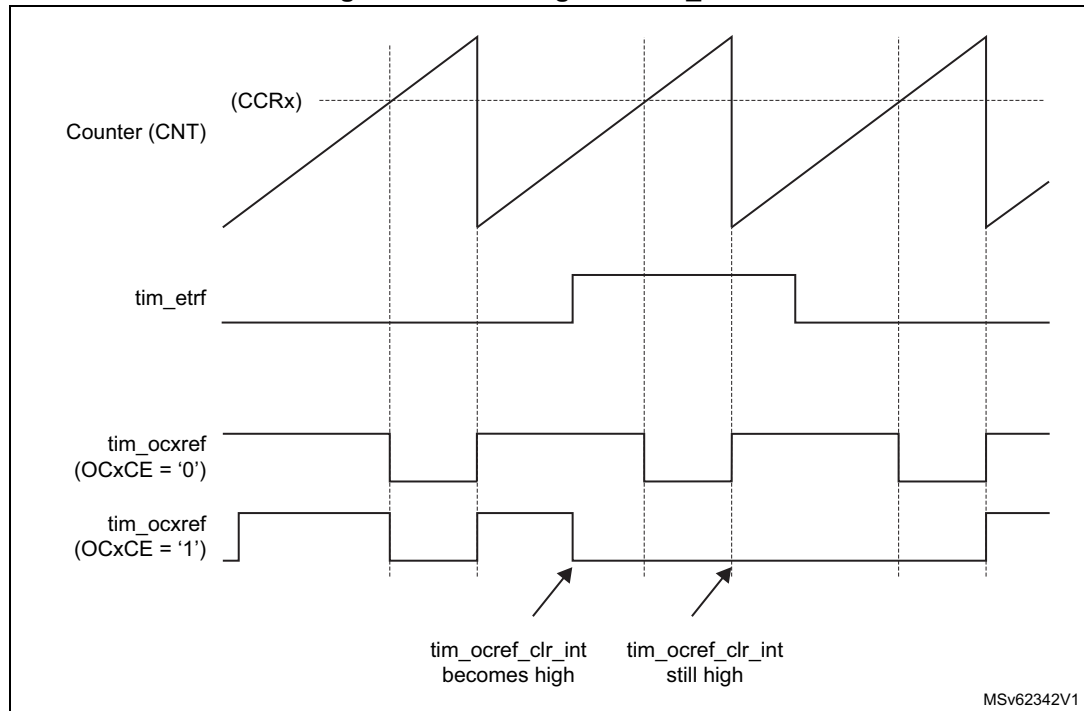 (CCRx)
Counter (CNT)
tim_etrf
tim_ocxref
(OCxCE = ‘0’)
tim_ocxref
(OCxCE = ‘1’)
tim_ocref_clr_int
becomes high
tim_ocref_clr_int
still high
MSv62342V1